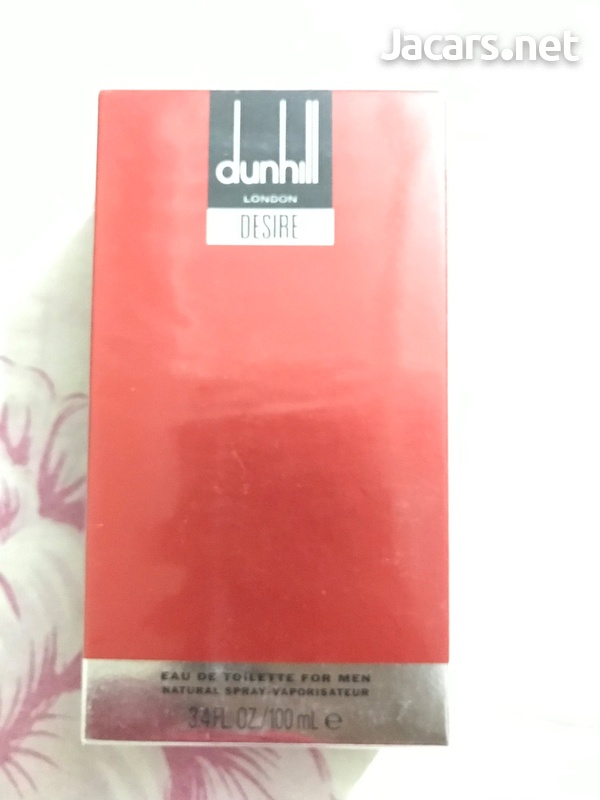 Jacars.net
dunhill
LONDON
DESIRE
EAU DE TOILETTE FOR MEN
NATURAL SPRAY-VAPORISATEUR
3.4 FL. OZ./100 mL ℮